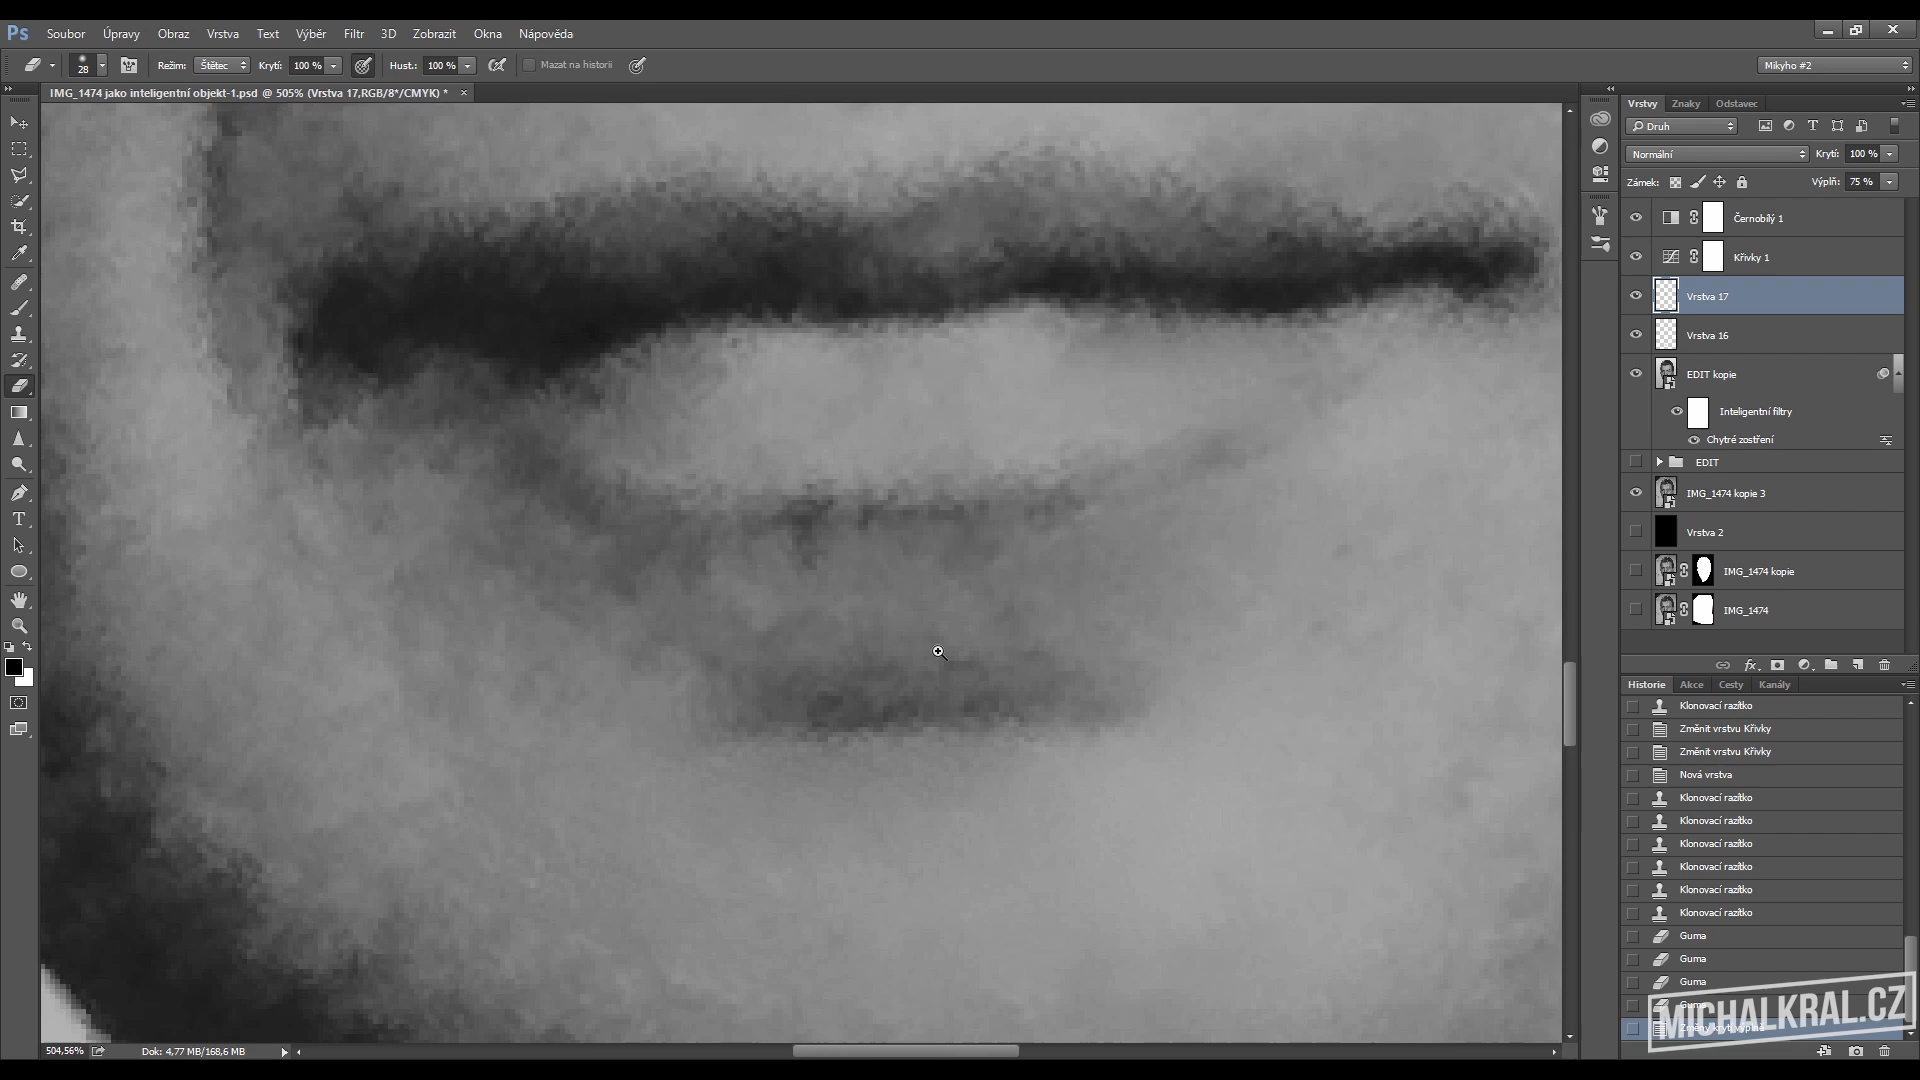 Ps Soubor Úpravy Obraz Vrstva Text Výběr Filtr 3D Zobrazit Okna Nápověda
28 Režim: Štětec Krytí: 100 % Hust.: 100 % Mazat na historii Mikyho #2
IMG_1474 jako inteligentní objekt-1.psd @ 505% (Vrstva 17,RGB/8*/CMYK) * ×
Vrstvy Znaky Odstavec
Druh
Normální Krytí: 100 %
Zámek: Výplň: 75 %
Černobílý 1
Křivky 1
Vrstva 17
Vrstva 16
EDIT kopie
Inteligentní filtry
Chytré zostření
EDIT
IMG_1474 kopie 3
Vrstva 2
IMG_1474 kopie
IMG_1474
fx
Historie Akce Cesty Kanály
Klonovací razítko
Změnit vrstvu Křivky
Změnit vrstvu Křivky
Nová vrstva
Klonovací razítko
Klonovací razítko
Klonovací razítko
Klonovací razítko
Klonovací razítko
Klonovací razítko
Guma
Guma
Guma
Guma
Změny krytí výplně
MICHALKRAL.CZ
504,56% Dok: 4,77 MB/168,6 MB